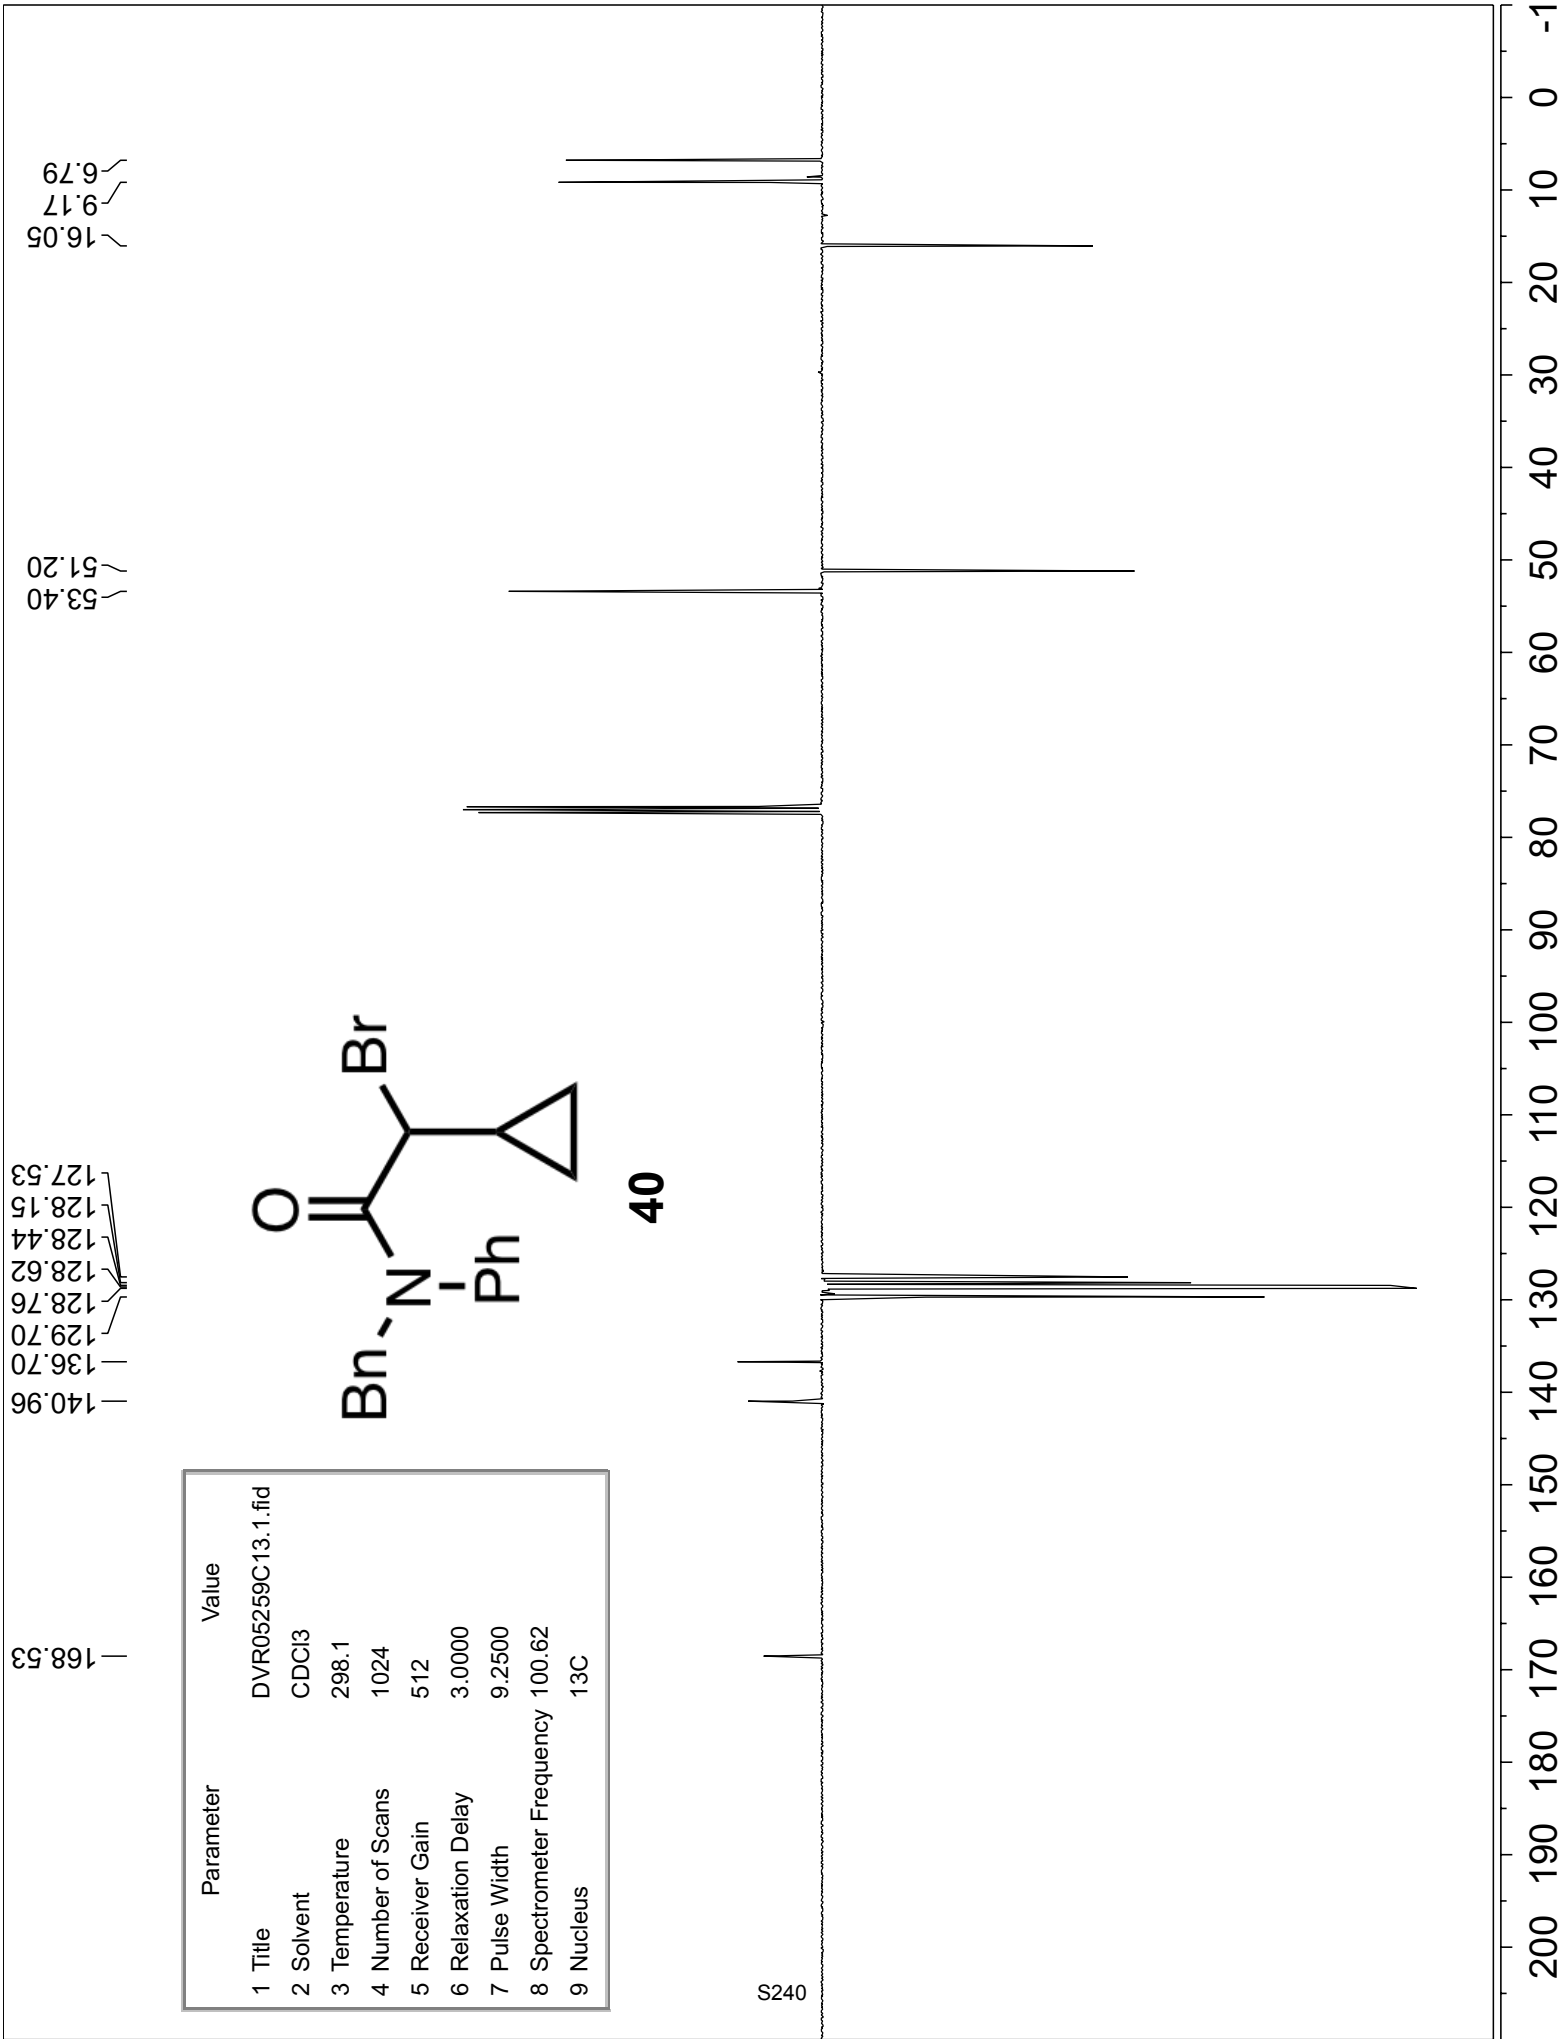 168.53
140.96
136.70
129.70
128.76
128.62
128.44
128.15
127.53
53.40
51.20
16.05
9.17
6.79
Parameter Value
1 Title DVR05259C13.1.fid
2 Solvent CDCl3
3 Temperature 298.1
4 Number of Scans 1024
5 Receiver Gain 512
6 Relaxation Delay 3.0000
7 Pulse Width 9.2500
8 Spectrometer Frequency 100.62
9 Nucleus 13C
O
Bn N Br
Ph
40
S240
200 190 180 170 160 150 140 130 120 110 100 90 80 70 60 50 40 30 20 10 0 -1